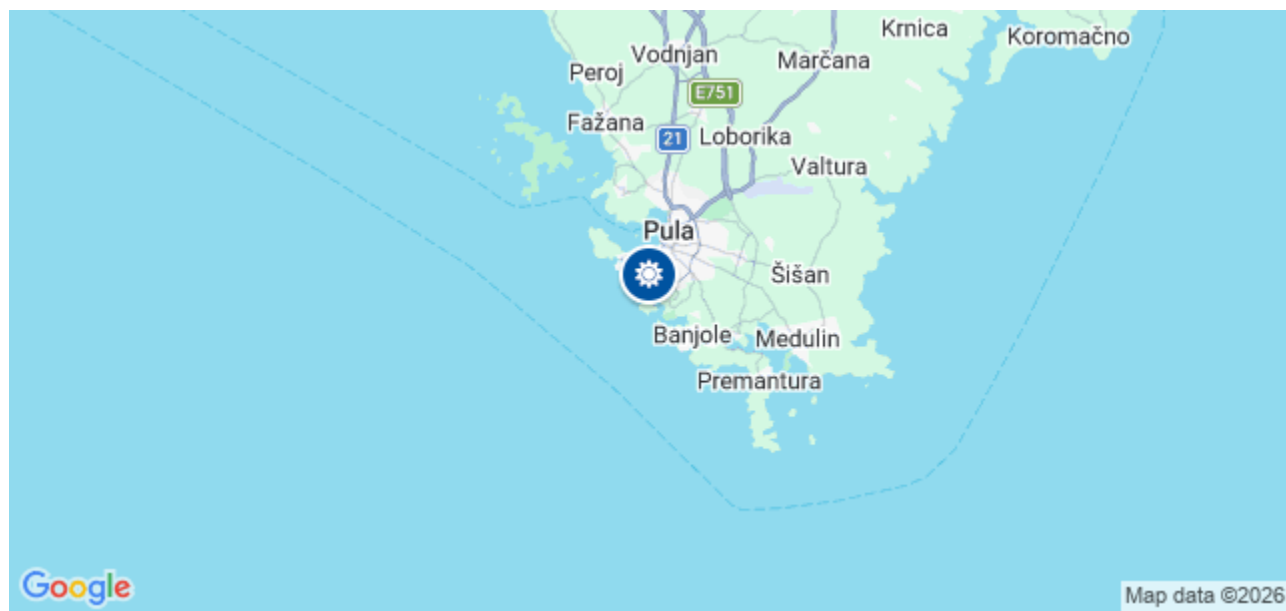 Krnica
Koromačno
Vodnjan
Marčana
Peroj
E751
Fažana
21
Loborika
Valtura
Pula
Šišan
Banjole
Medulin
Premantura
Google
Map data ©2026